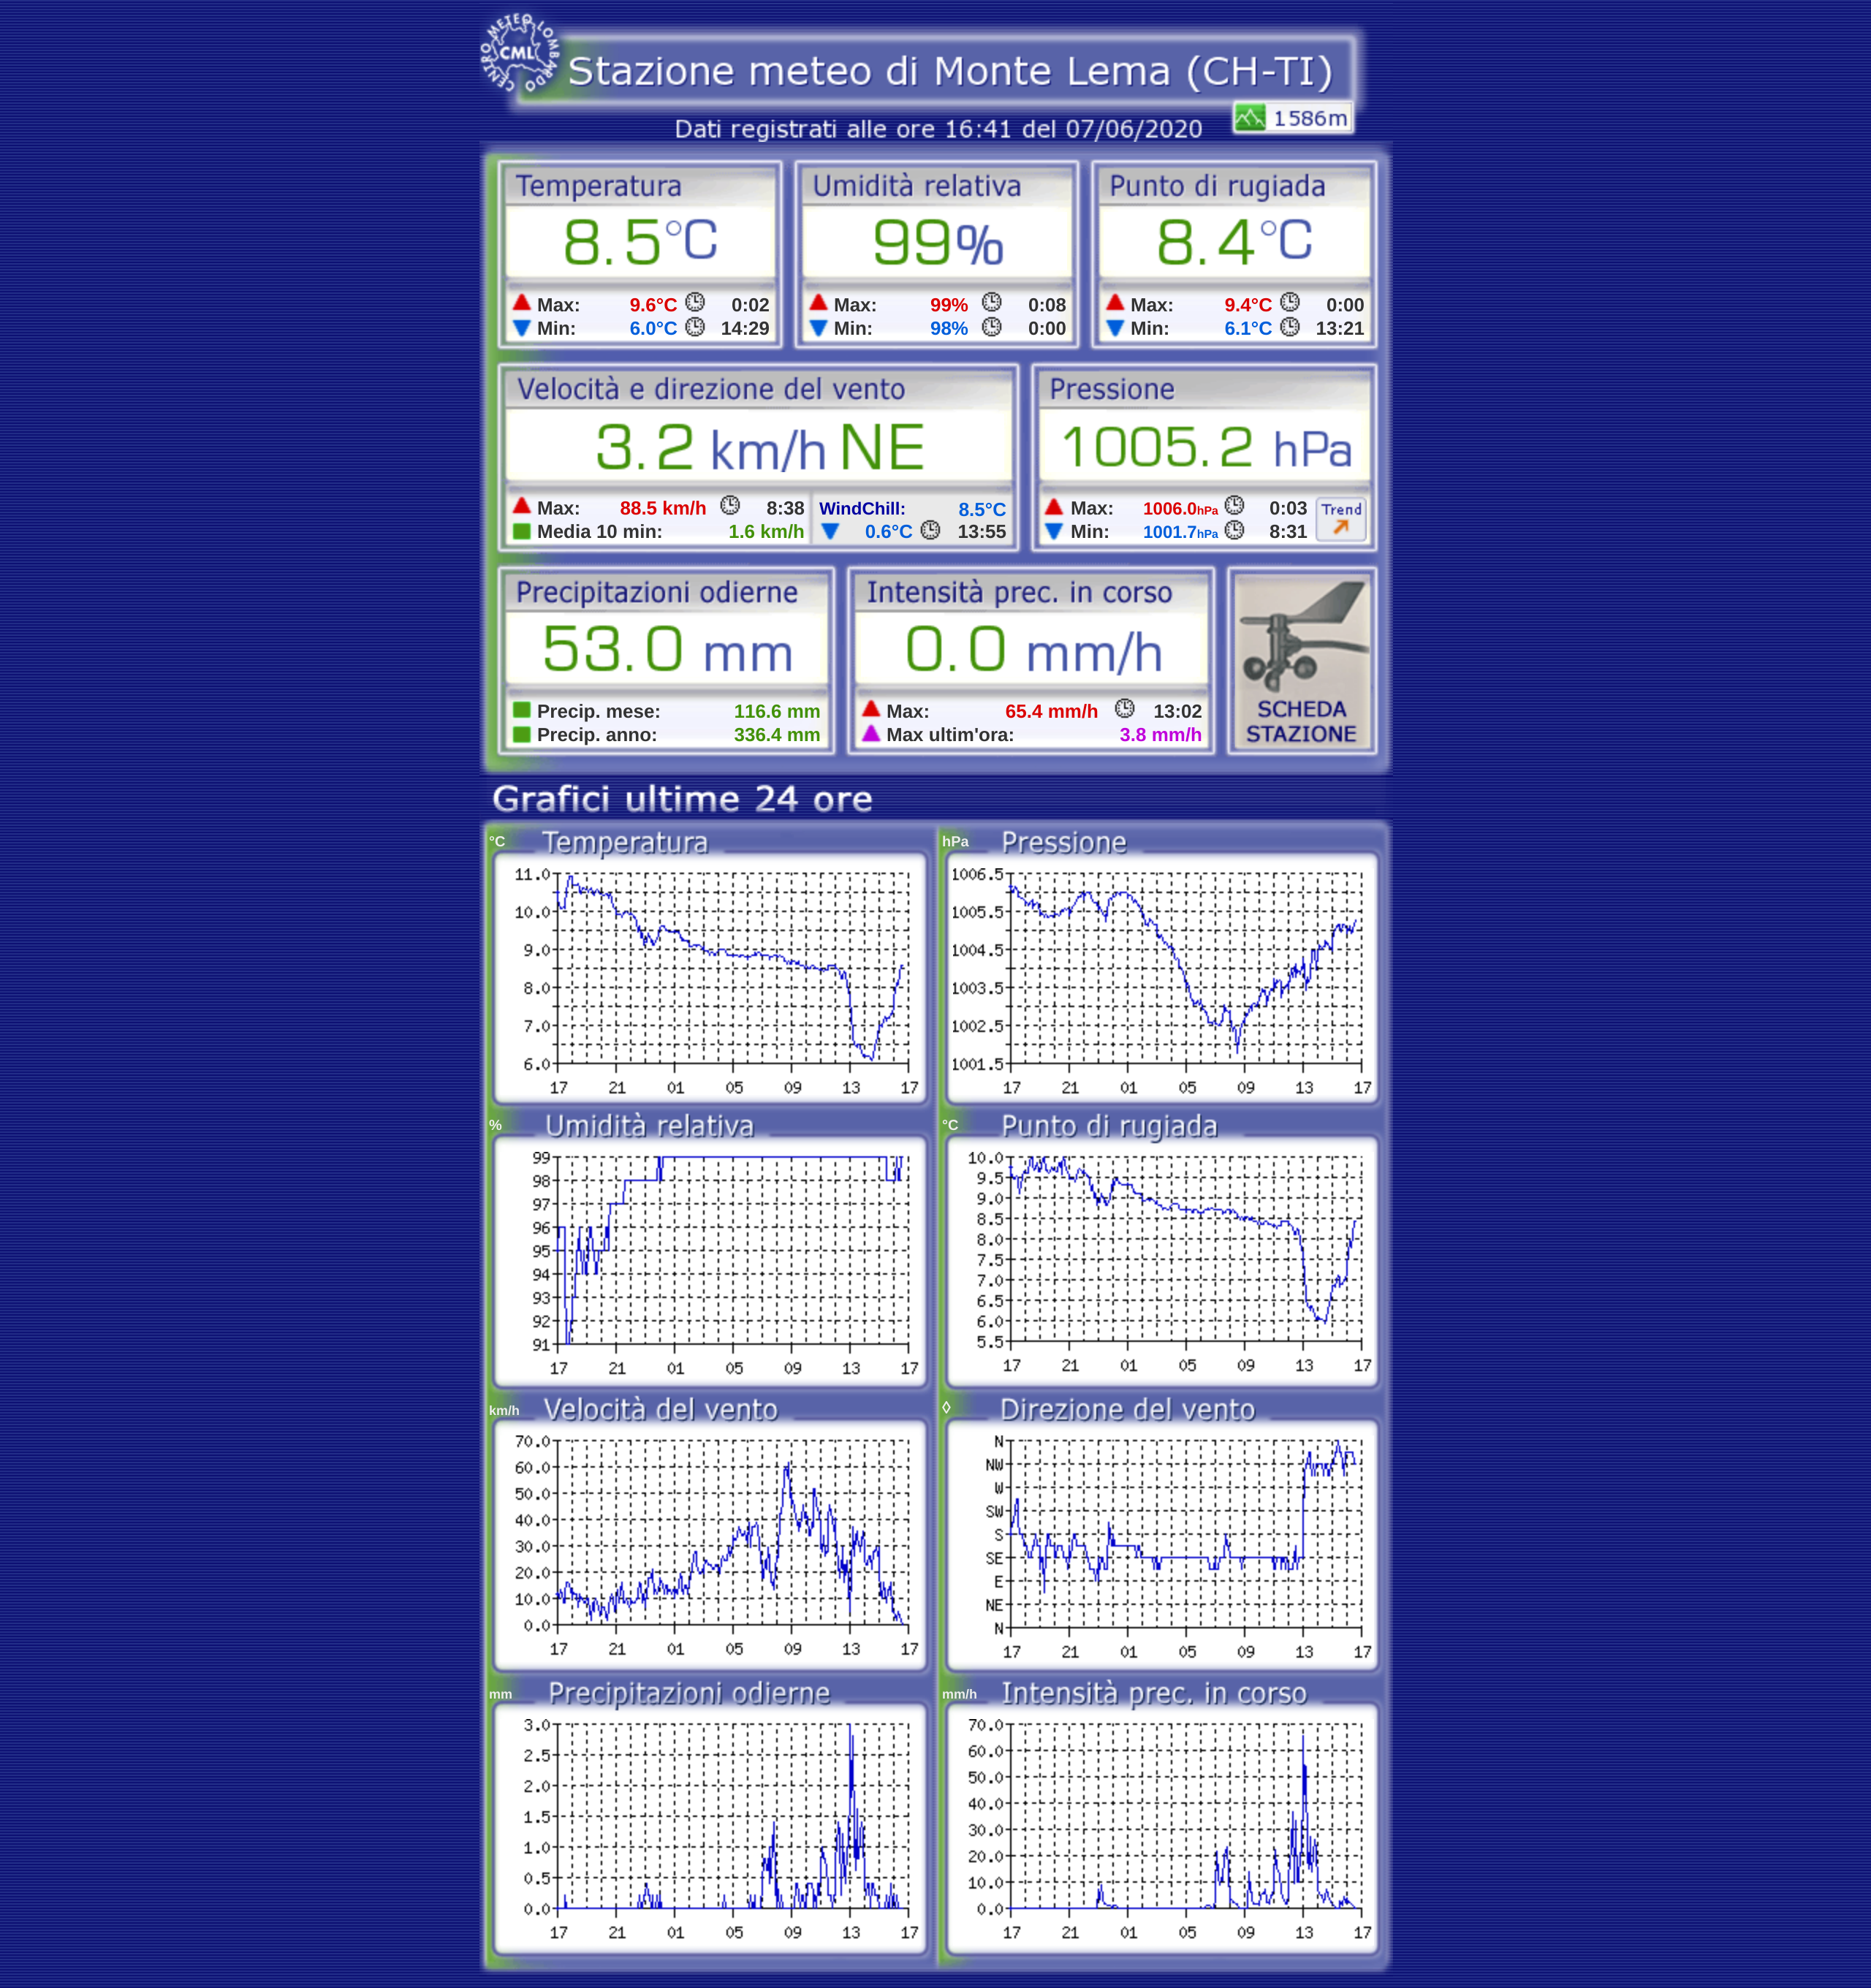 CENTRO METEO LOMBARDO
CML
Stazione meteo di Monte Lema (CH-TI)
1586m
Dati registrati alle ore 16:41 del 07/06/2020
Temperatura Umidità relativa Punto di rugiada
8.5°C 99% 8.4°C
Max: 9.6°C 0:02 Max: 99% 0:08 Max: 9.4°C 0:00
Min: 6.0°C 14:29 Min: 98% 0:00 Min: 6.1°C 13:21
Velocità e direzione del vento Pressione
3.2 km/h NE 1005.2 hPa
Max: 88.5 km/h 8:38 WindChill: 8.5°C Max: 1006.0hPa 0:03 Trend
Media 10 min: 1.6 km/h 0.6°C 13:55 Min: 1001.7hPa 8:31
Precipitazioni odierne Intensità prec. in corso
53.0 mm 0.0 mm/h
Precip. mese: 116.6 mm Max: 65.4 mm/h 13:02 SCHEDA
Precip. anno: 336.4 mm Max ultim'ora: 3.8 mm/h STAZIONE
Grafici ultime 24 ore
°C Temperatura
11.0
10.0
9.0
8.0
7.0
6.0
17 21 01 05 09 13 17
hPa Pressione
1006.5
1005.5
1004.5
1003.5
1002.5
1001.5
17 21 01 05 09 13 17
% Umidità relativa
99
98
97
96
95
94
93
92
91
17 21 01 05 09 13 17
°C Punto di rugiada
10.0
9.5
9.0
8.5
8.0
7.5
7.0
6.5
6.0
5.5
17 21 01 05 09 13 17
km/h Velocità del vento
70.0
60.0
50.0
40.0
30.0
20.0
10.0
0.0
17 21 01 05 09 13 17
◊ Direzione del vento
N
NW
W
SW
S
SE
E
NE
N
17 21 01 05 09 13 17
mm Precipitazioni odierne
3.0
2.5
2.0
1.5
1.0
0.5
0.0
17 21 01 05 09 13 17
mm/h Intensità prec. in corso
70.0
60.0
50.0
40.0
30.0
20.0
10.0
0.0
17 21 01 05 09 13 17